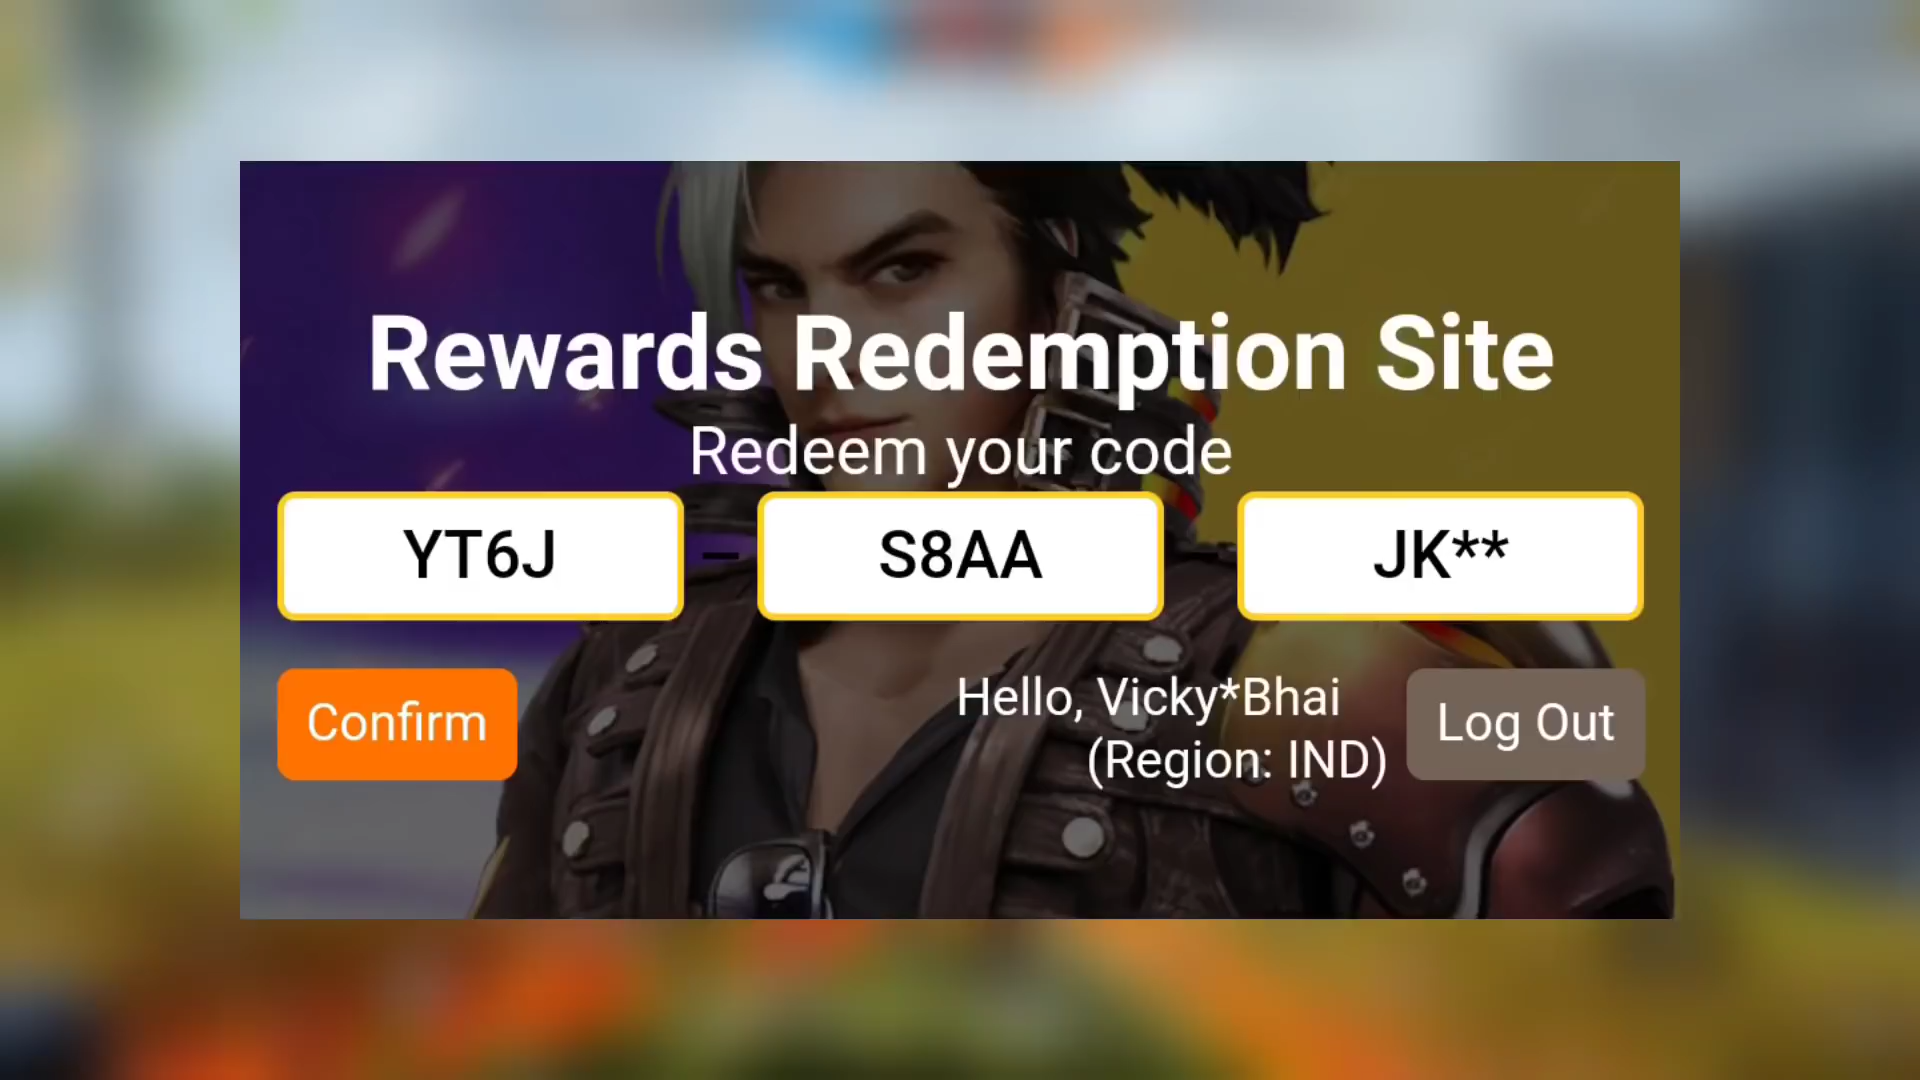 Rewards Redemption Site
Redeem your code
YT6J - S8AA - JK**
Confirm
Hello, Vicky*Bhai
(Region: IND)
Log Out